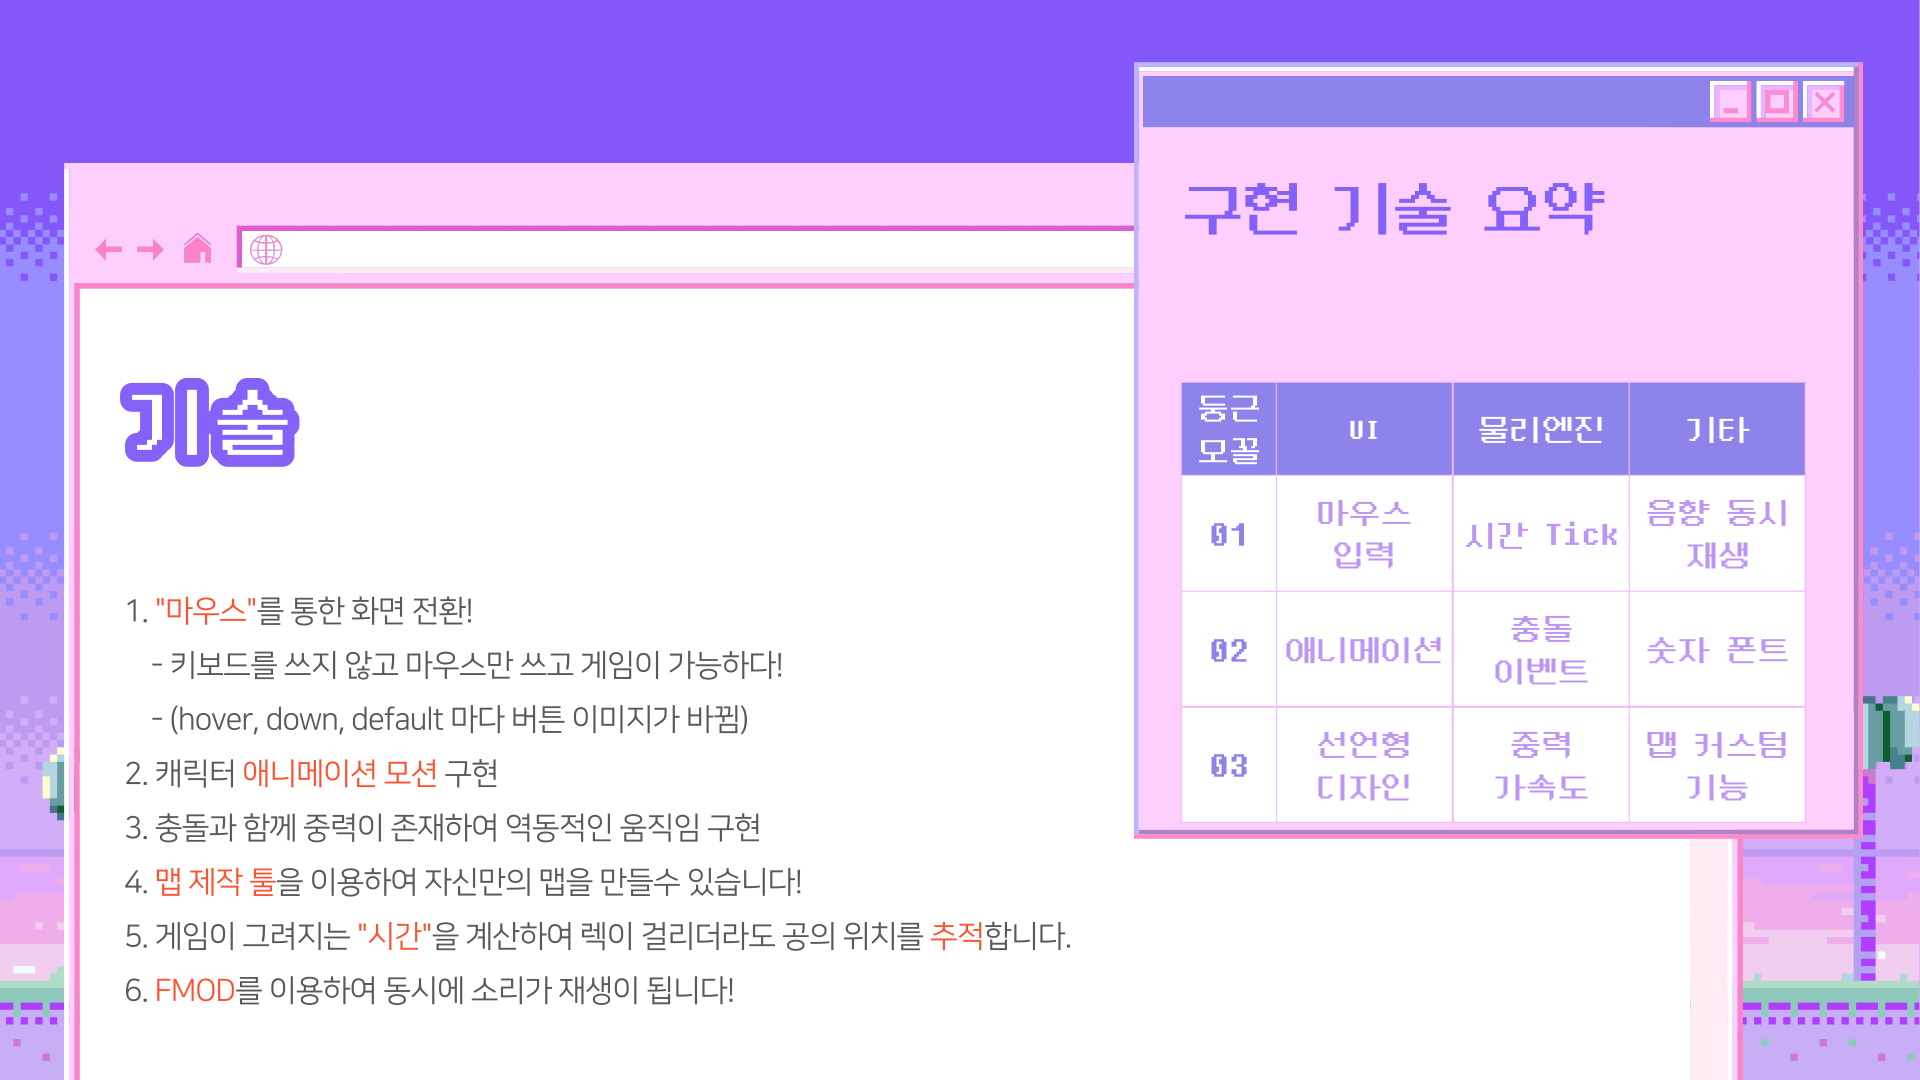 기술
1. "마우스"를 통한 화면 전환!
- 키보드를 쓰지 않고 마우스만 쓰고 게임이 가능하다!
- (hover, down, default 마다 버튼 이미지가 바뀜)
2. 캐릭터 애니메이션 모션 구현
3. 충돌과 함께 중력이 존재하여 역동적인 움직임 구현
4. 맵 제작 툴을 이용하여 자신만의 맵을 만들수 있습니다!
5. 게임이 그려지는 "시간"을 계산하여 렉이 걸리더라도 공의 위치를 추적합니다.
6. FMOD를 이용하여 동시에 소리가 재생이 됩니다!
구현 기술 요약
둥근
모꼴
UI
물리엔진
기타
01
마우스
입력
시간 Tick
음향 동시
재생
02
애니메이션
충돌
이벤트
숫자 폰트
03
선언형
디자인
중력
가속도
맵 커스텀
기능